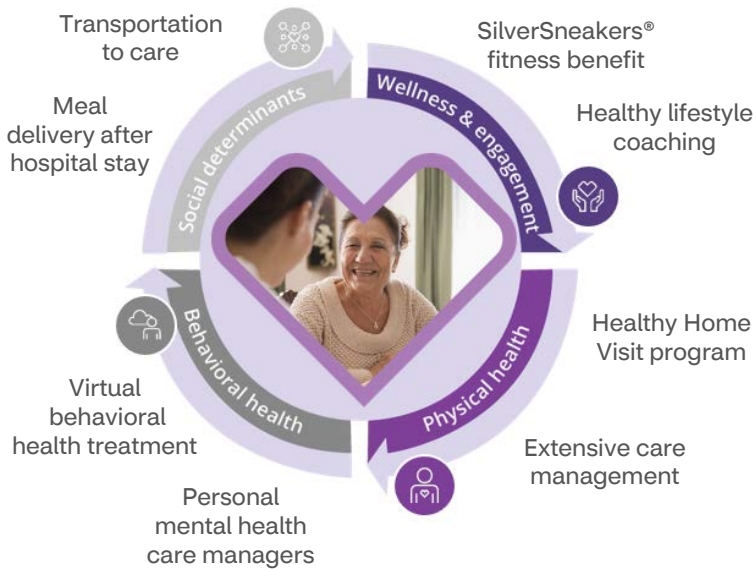 Transportation
to care
Meal
delivery after
hospital stay
Social determinants
SilverSneakers®
fitness benefit
Healthy lifestyle
coaching
Wellness & engagement
Healthy Home
Visit program
Extensive care
management
Physical health
Behavioral health
Virtual
behavioral
health treatment
Personal
mental health
care managers